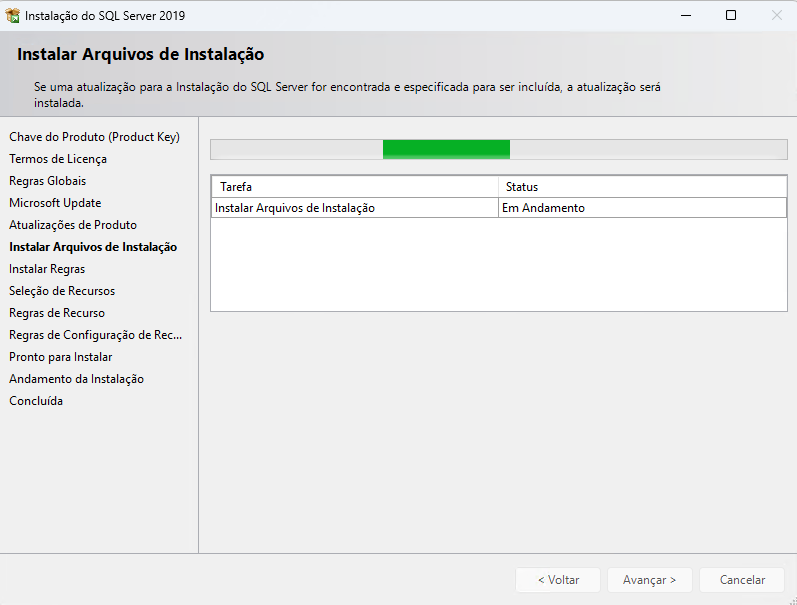 Instalação do SQL Server 2019
Instalar Arquivos de Instalação
Se uma atualização para a Instalação do SQL Server for encontrada e especificada para ser incluída, a atualização será
instalada.
Chave do Produto (Product Key)
Termos de Licença
Regras Globais
Microsoft Update
Atualizações de Produto
Instalar Arquivos de Instalação
Instalar Regras
Seleção de Recursos
Regras de Recurso
Regras de Configuração de Rec...
Pronto para Instalar
Andamento da Instalação
Concluída
Tarefa Status
Instalar Arquivos de Instalação Em Andamento
< Voltar Avançar > Cancelar